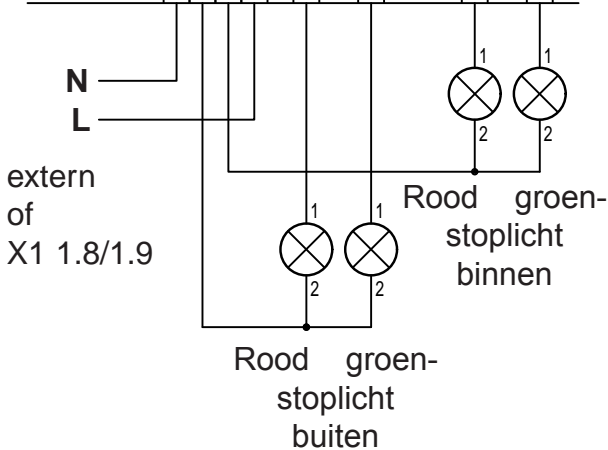 1 1
N
2 2
L
extern
of
X1 1.8/1.9
Rood groen-
stoplicht
binnen
1 1
2 2
Rood groen-
stoplicht
buiten